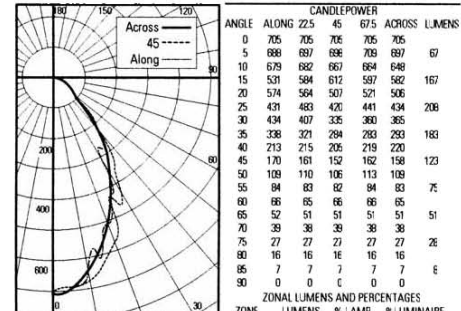 180
150
120
Across
45
Along
90
200
60
400
600
0
30
CANDLEPOWER
ANGLE ALONG 22.5 45 67.5 ACROSS LUMENS
0 705 705 705 705 705
5 688 697 698 709 697 67
10 679 682 667 664 648
15 531 584 612 597 582 167
20 574 564 507 521 506
25 431 483 420 441 434 208
30 434 407 335 360 365
35 338 321 284 283 293 183
40 213 215 205 219 220
45 170 161 152 162 158 123
50 109 110 106 113 109
55 84 83 82 84 83 75
60 66 65 66 66 65
65 52 51 51 51 51 51
70 39 38 39 38 38
75 27 27 27 27 27 28
80 16 16 16 16 16
85 7 7 7 7 7
90 0 0 0 0 0
ZONAL LUMENS AND PERCENTAGES
ZONE LUMENS % LAMP % LUMINAIRE